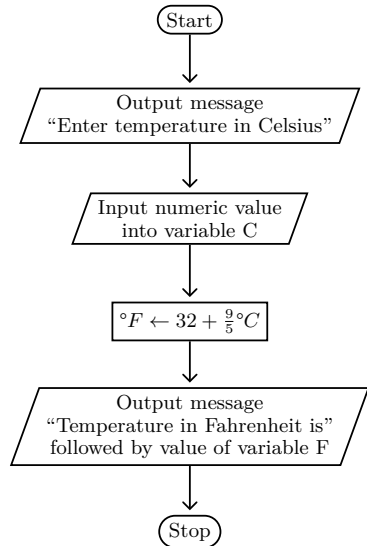 Start
Output message
“Enter temperature in Celsius”
Input numeric value
into variable C
°F ← 32 + 9/5 °C
Output message
“Temperature in Fahrenheit is”
followed by value of variable F
Stop